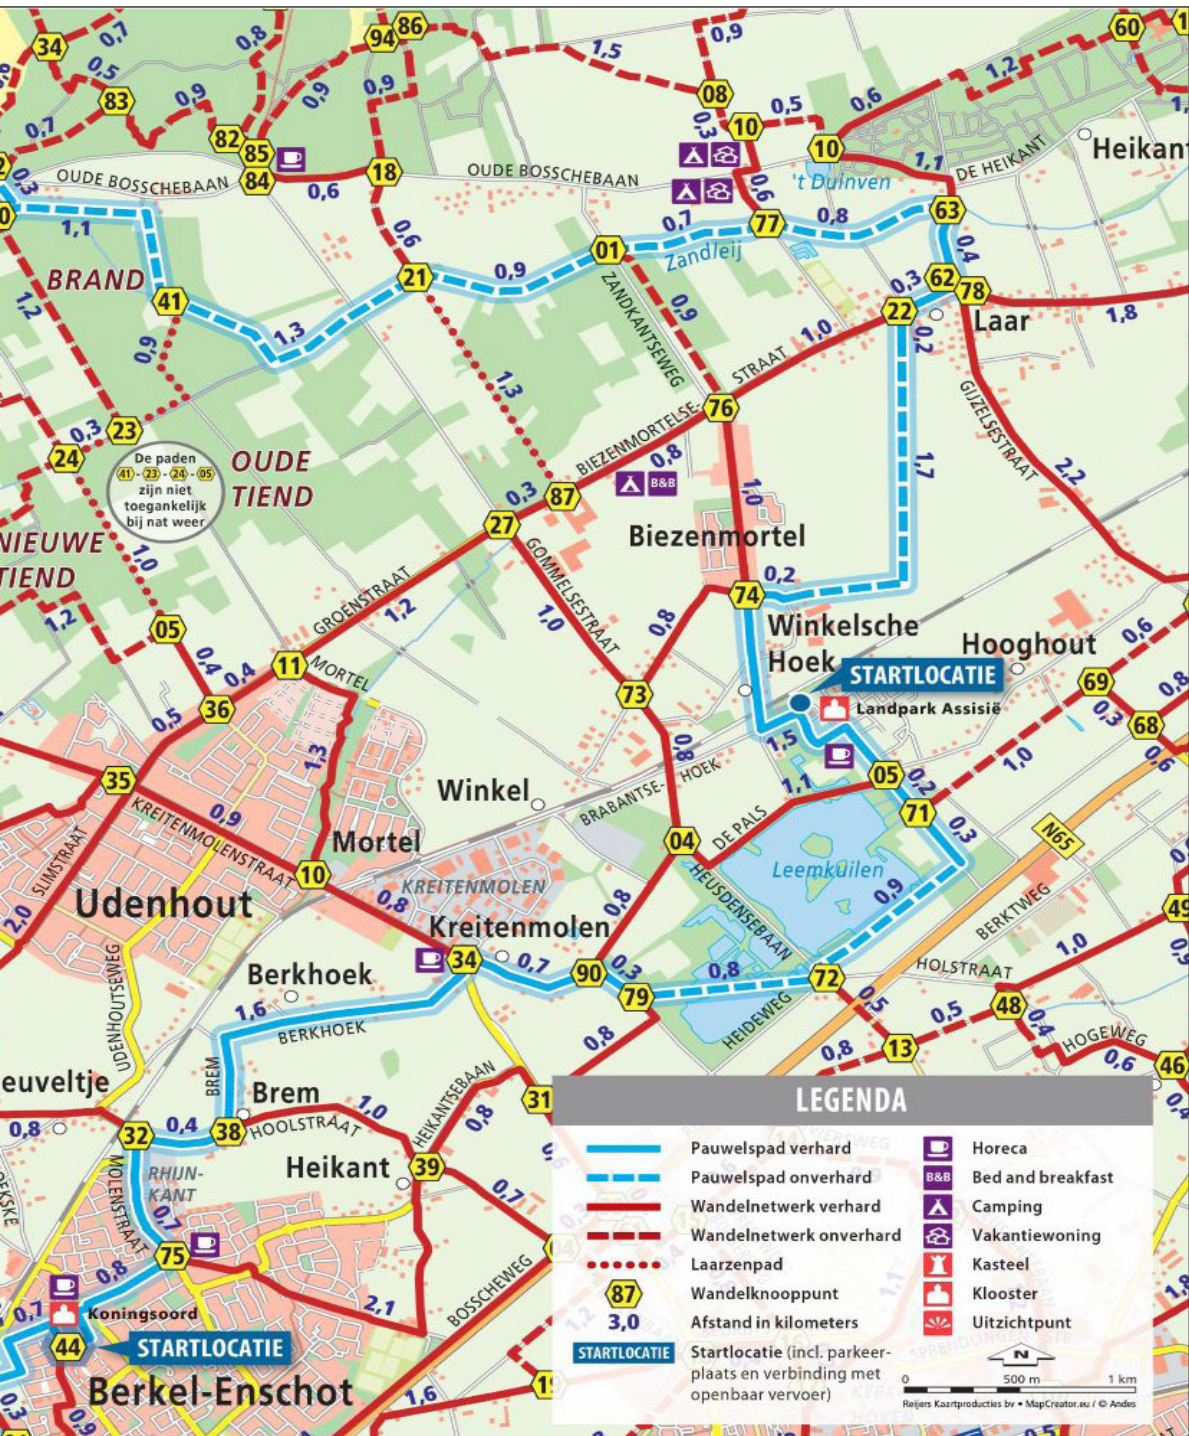 34
0,7
0,8
94
86
1,5
0,9
60
1,2
0,5
83
0,9
0,9
0,9
08
0,3
10
0,5
0,6
0,7
82
85
84
10
1,1
DE HEIKANT
Heikant
OUDE BOSSCHEBAAN
0,6
18
OUDE BOSSCHEBAAN
't Duinven
0,3
1,1
0,6
0,6
0,7
77
0,8
63
01
Zandleij
0,4
BRAND
41
21
0,9
62
78
0,3
22
1,8
Laar
0,2
1,2
1,3
0,9
ZANDKANTSEWEG
0,9
1,0
STRAAT
1,3
76
GIJZELSESTRAAT
0,3
23
24
De paden
41 - 23 - 24 - 05
zijn niet
toegankelijk
bij nat weer
OUDE
TIEND
BIEZENMORTELSE-
0,8
B&B
1,7
2,2
0,3
87
27
1,0
NIEUWE
TIEND
1,0
Biezenmortel
GOMMELSESTRAAT
GROENSTRAAT
1,2
1,0
0,2
74
0,8
1,2
05
0,4
0,4
11
MORTEL
Winkelsche
Hoek
Hooghout
0,6
STARTLOCATIE
Landpark Assisië
69
0,8
0,3
68
0,6
36
0,5
73
1,3
0,8
1,5
1,0
35
Winkel
BRABANTSE-
HOEK
1,1
05
0,2
71
0,9
KREITENMOLENSTRAAT
SLIMSTRAAT
Mortel
04
DE PALS
0,3
N65
Leemkuilen
2,0
Udenhout
10
KREITENMOLEN
0,8
0,8
HEUSDENSEBAAN
0,9
BERKTWEG
49
Kreitenmolen
1,0
0,9
34
0,7
90
0,3
0,8
72
HOLSTRAAT
UDENHOUTSEWEG
Berkhoek
1,6
BERKHOEK
79
HEIDEWEG
0,5
0,5
48
0,4
HOGEWEG
0,8
0,8
13
0,6
46
BREM
euveltje
Brem
1,0
HEIKANTSEBAAN
0,8
31
0,8
32
0,4
38
HOOLSTRAAT
Heikant
39
MOLENSTRAAT
RHIJN-
KANT
0,7
0,7
75
0,8
2,1
BOSSCHEWEG
0,7
Koningsoord
44
STARTLOCATIE
Berkel-Enschot
0,3
0,9
1,6
19
1,8
LEGENDA
Pauwelspad verhard
Pauwelspad onverhard
Wandelnetwerk verhard
Wandelnetwerk onverhard
Laarzenpad
87 Wandelknooppunt
3,0 Afstand in kilometers
STARTLOCATIE Startlocatie (incl. parkeer-
plaats en verbinding met
openbaar vervoer)
Horeca
B&B Bed and breakfast
Camping
Vakantiewoning
Kasteel
Klooster
Uitzichtpunt
N
0 500 m 1 km
Reijers Kaartproducties bv • MapCreator.eu / © Andes